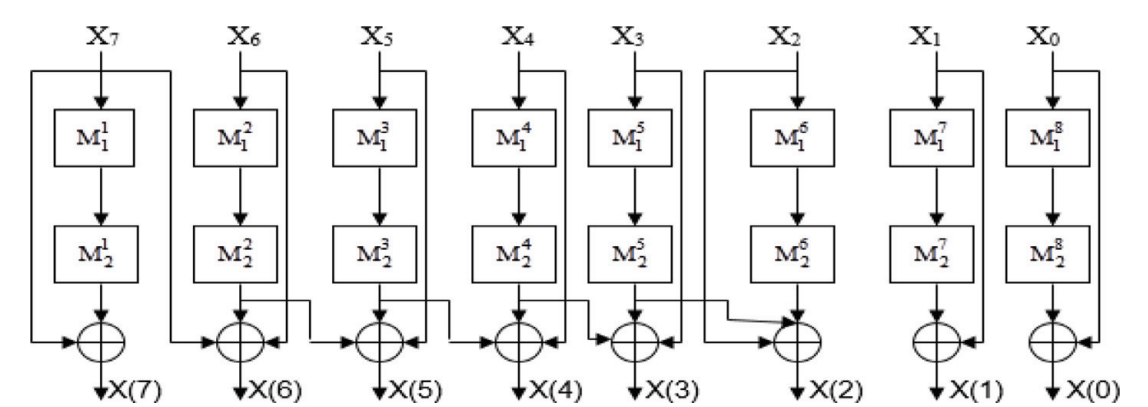 X₇ X₆ X₅ X₄ X₃ X₂ X₁ X₀
M₁¹ M₁² M₁³ M₁⁴ M₁⁵ M₁⁶ M₁⁷ M₁⁸
M₂¹ M₂² M₂³ M₂⁴ M₂⁵ M₂⁶ M₂⁷ M₂⁸
X(7) X(6) X(5) X(4) X(3) X(2) X(1) X(0)